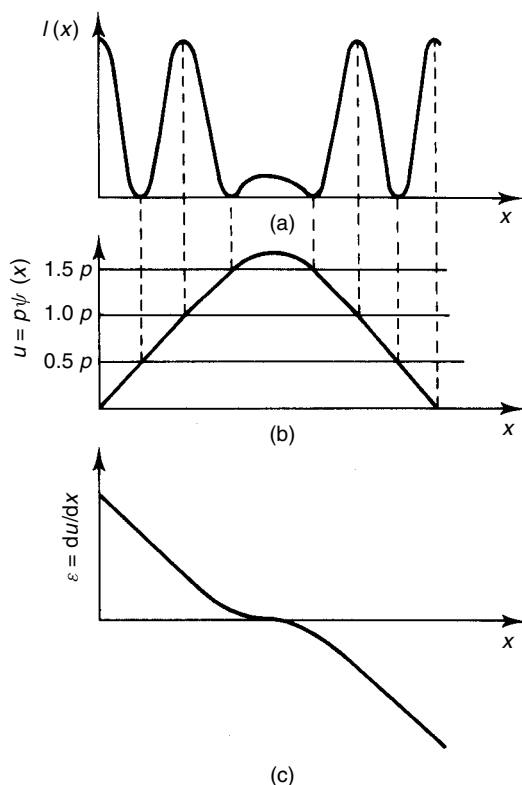 I (x)
x
(a)
u = pψ (x)
1.5 p
1.0 p
0.5 p
x
(b)
ε = du/dx
x
(c)